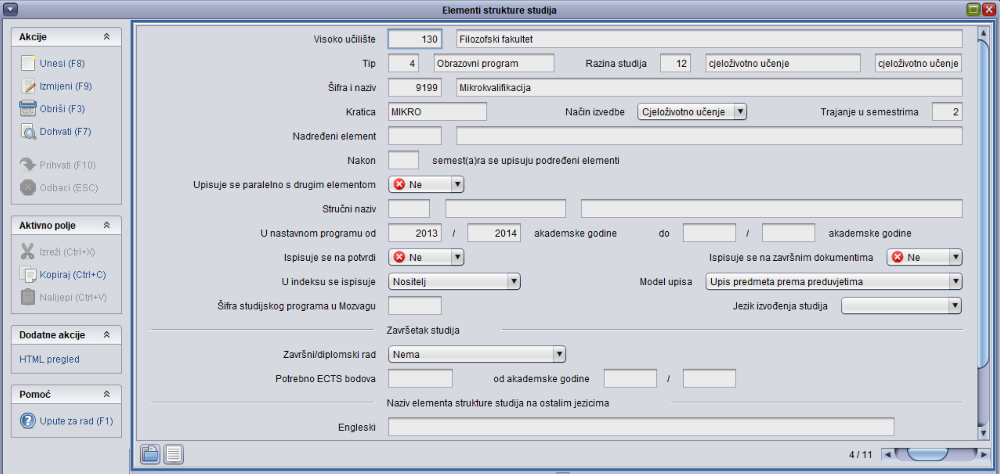 Elementi strukture studija
Akcije
Unesi (F8)
Izmijeni (F9)
Obriši (F3)
Dohvati (F7)
Prihvati (F10)
Odbaci (ESC)
Aktivno polje
Izreži (Ctrl+X)
Kopiraj (Ctrl+C)
Nalijepi (Ctrl+V)
Dodatne akcije
HTML pregled
Pomoć
Upute za rad (F1)
Visoko učilište 130 Filozofski fakultet
Tip 4 Obrazovni program Razina studija 12 cjeloživotno učenje cjeloživotno učenje
Šifra i naziv 9199 Mikrokvalifikacija
Kratica MIKRO Način izvedbe Cjeloživotno učenje Trajanje u semestrima 2
Nadređeni element
Nakon semest(a)ra se upisuju podređeni elementi
Upisuje se paralelno s drugim elementom Ne
Stručni naziv
U nastavnom programu od 2013 / 2014 akademske godine do / akademske godine
Ispisuje se na potvrdi Ne Ispisuje se na završnim dokumentima Ne
U indeksu se ispisuje Nositelj Model upisa Upis predmeta prema preduvjetima
Šifra studijskog programa u Mozvagu Jezik izvođenja studija
Završetak studija
Završni/diplomski rad Nema
Potrebno ECTS bodova od akademske godine /
Naziv elementa strukture studija na ostalim jezicima
Engleski
4 / 11